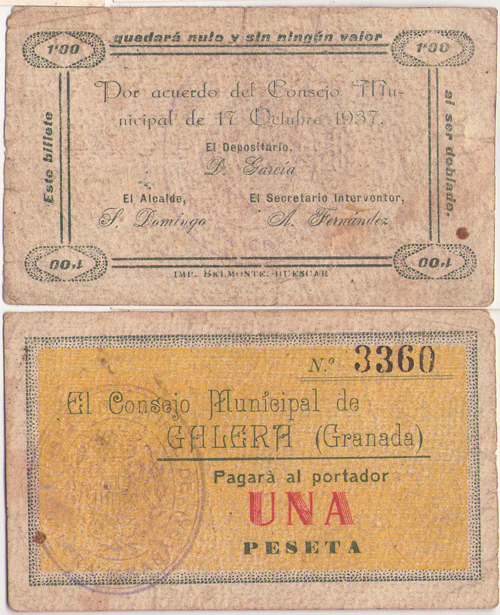 1'00
quedará nulo y sin ningún valor
1'00
Este billete
Por acuerdo del Consejo Mu-
nicipal de 17 Octubre 1937.
El Depositario,
D. García
El Alcalde,
El Secretario Interventor,
S. Domingo
A. Fernández
al ser doblado.
1'00
1'00
IMP. BELMONTE.-HUESCAR
N.º 3360
El Consejo Municipal de
GALERA (Granada)
Pagará al portador
UNA
PESETA